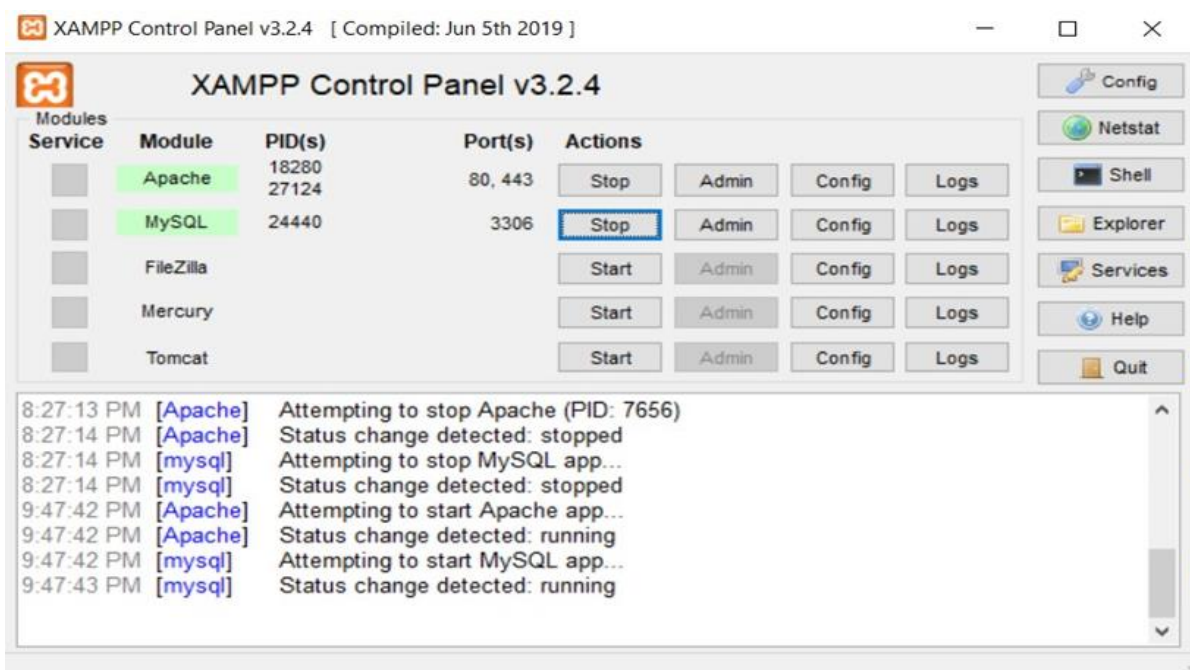 XAMPP Control Panel v3.2.4 [ Compiled: Jun 5th 2019 ]
XAMPP Control Panel v3.2.4
Config
Modules
Service Module PID(s) Port(s) Actions
Netstat
Apache 18280 27124 80, 443 Stop Admin Config Logs
Shell
MySQL 24440 3306 Stop Admin Config Logs
Explorer
FileZilla Start Admin Config Logs
Services
Mercury Start Admin Config Logs
Help
Tomcat Start Admin Config Logs
Quit
8:27:13 PM [Apache] Attempting to stop Apache (PID: 7656)
8:27:14 PM [Apache] Status change detected: stopped
8:27:14 PM [mysql] Attempting to stop MySQL app...
8:27:14 PM [mysql] Status change detected: stopped
9:47:42 PM [Apache] Attempting to start Apache app...
9:47:42 PM [Apache] Status change detected: running
9:47:42 PM [mysql] Attempting to start MySQL app...
9:47:43 PM [mysql] Status change detected: running